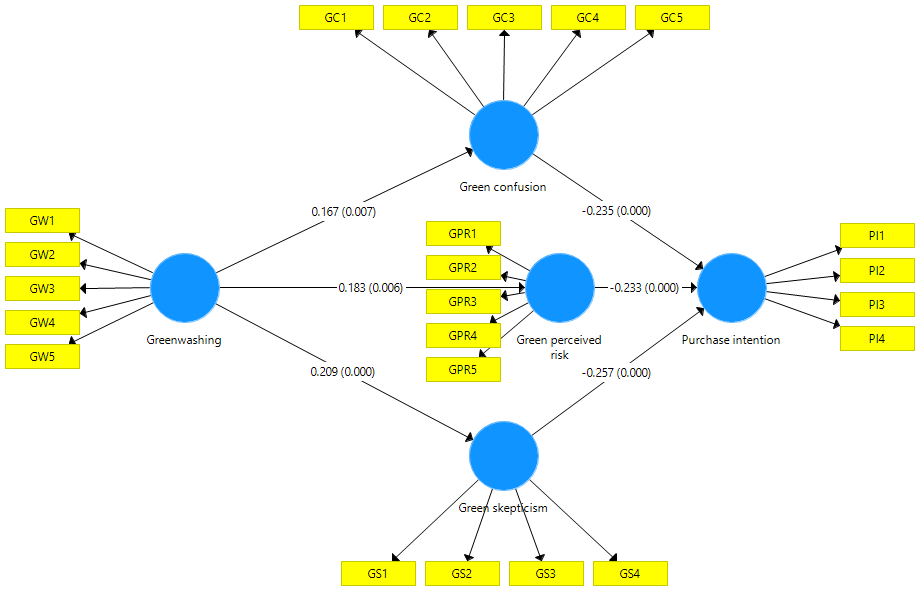 GC1 GC2 GC3 GC4 GC5
Green confusion
0.167 (0.007)
-0.235 (0.000)
GW1
GW2
GW3
GW4
GW5
Greenwashing
GPR1
GPR2
GPR3
GPR4
GPR5
0.183 (0.006)
Green perceived
risk
-0.233 (0.000)
PI1
PI2
PI3
PI4
Purchase intention
0.209 (0.000)
-0.257 (0.000)
Green skepticism
GS1 GS2 GS3 GS4